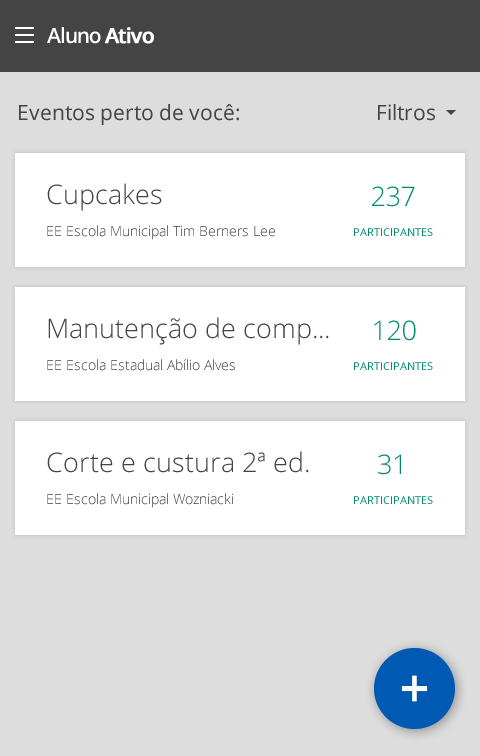 Aluno Ativo
Eventos perto de você: Filtros
Cupcakes 237
EE Escola Municipal Tim Berners Lee PARTICIPANTES
Manutenção de comp... 120
EE Escola Estadual Abílio Alves PARTICIPANTES
Corte e custura 2ª ed. 31
EE Escola Municipal Wozniacki PARTICIPANTES